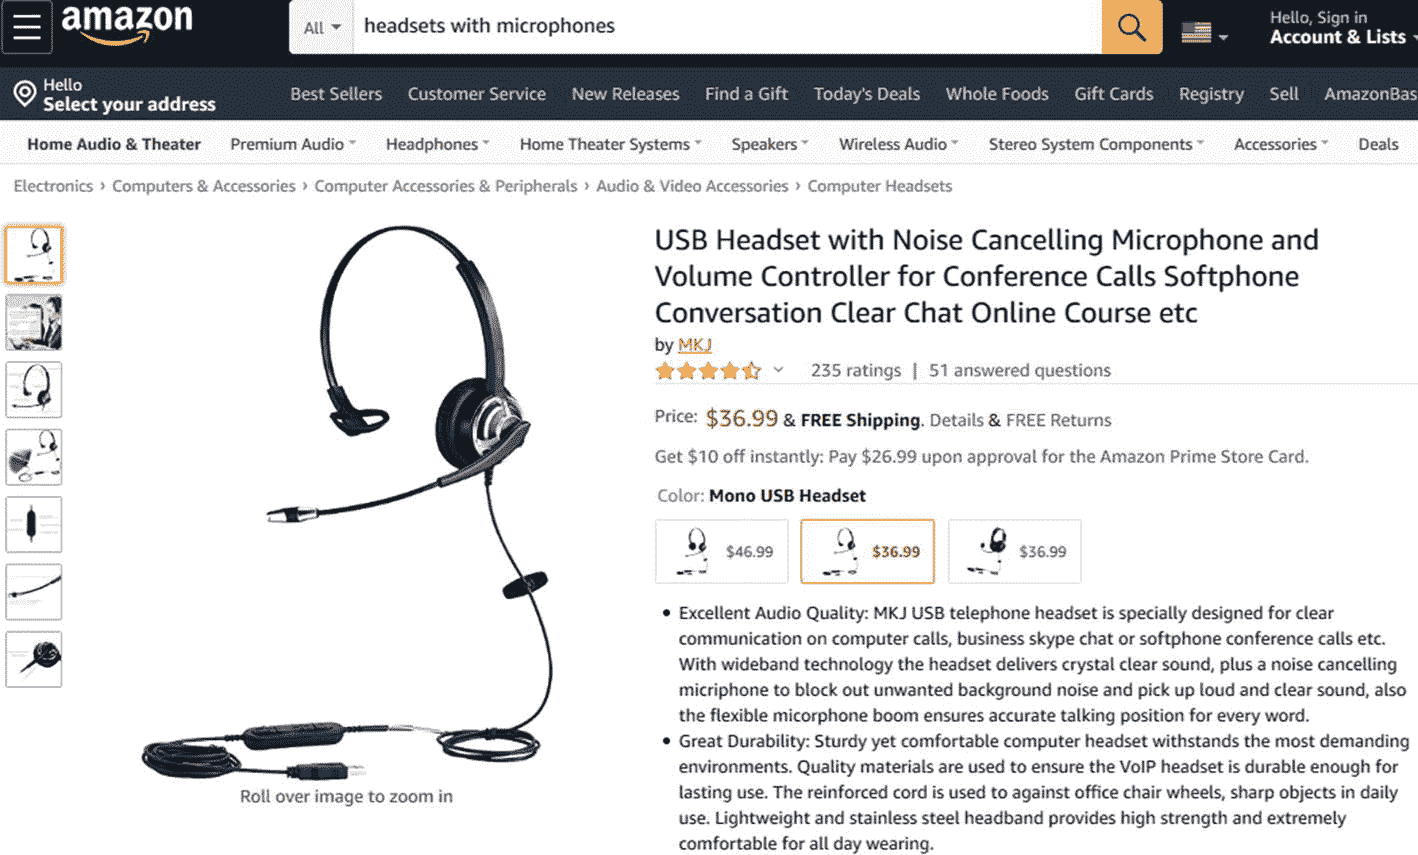 amazon
All
headsets with microphones
Hello, Sign in
Account & Lists
Hello
Select your address
Best Sellers Customer Service New Releases Find a Gift Today's Deals Whole Foods Gift Cards Registry Sell AmazonBas
Home Audio & Theater Premium Audio Headphones Home Theater Systems Speakers Wireless Audio Stereo System Components Accessories Deals
Electronics › Computers & Accessories › Computer Accessories & Peripherals › Audio & Video Accessories › Computer Headsets
Roll over image to zoom in
USB Headset with Noise Cancelling Microphone and
Volume Controller for Conference Calls Softphone
Conversation Clear Chat Online Course etc
by MKJ
235 ratings | 51 answered questions
Price: $36.99 & FREE Shipping. Details & FREE Returns
Get $10 off instantly: Pay $26.99 upon approval for the Amazon Prime Store Card.
Color: Mono USB Headset
$46.99 $36.99 $36.99
• Excellent Audio Quality: MKJ USB telephone headset is specially designed for clear
communication on computer calls, business skype chat or softphone conference calls etc.
With wideband technology the headset delivers crystal clear sound, plus a noise cancelling
micriphone to block out unwanted background noise and pick up loud and clear sound, also
the flexible micorphone boom ensures accurate talking position for every word.
• Great Durability: Sturdy yet comfortable computer headset withstands the most demanding
environments. Quality materials are used to ensure the VoIP headset is durable enough for
lasting use. The reinforced cord is used to against office chair wheels, sharp objects in daily
use. Lightweight and stainless steel headband provides high strength and extremely
comfortable for all day wearing.